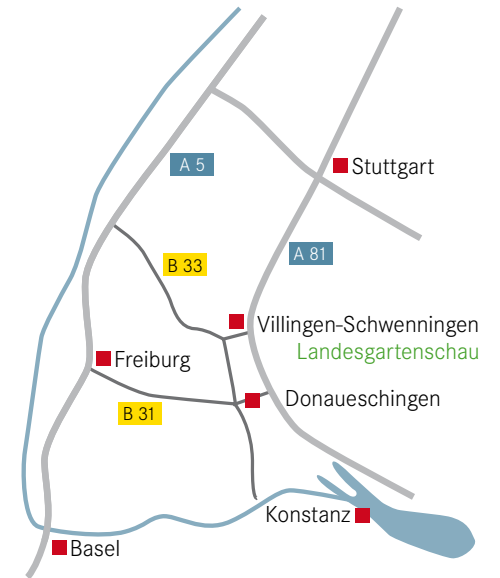 A 5
Stuttgart
A 81
B 33
Villingen-Schwenningen
Landesgartenschau
Freiburg
Donaueschingen
B 31
Konstanz
Basel